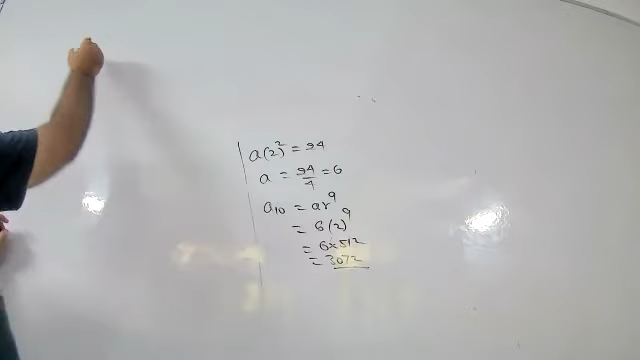 a(2)² = 24
a = 24/4 = 6
a₁₀ = ar⁹
= 6(2)⁹
= 6×512
= 3072